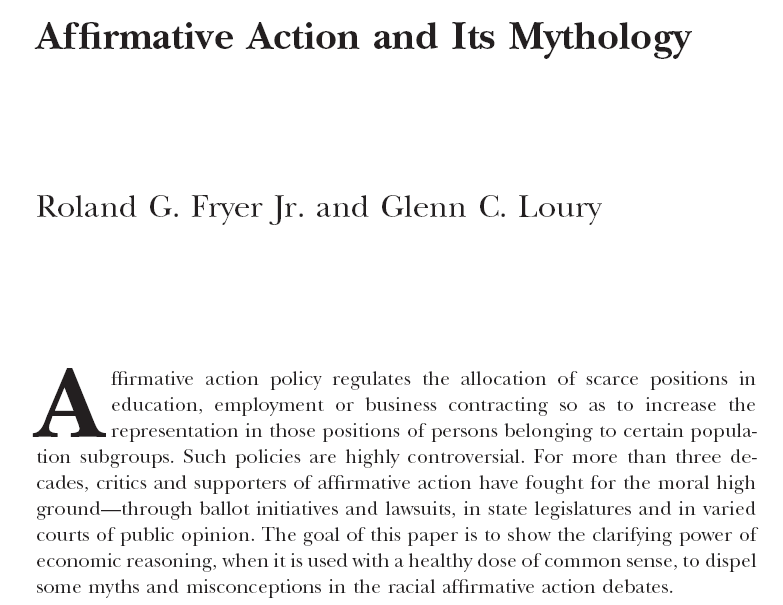 Affirmative Action and Its Mythology
Roland G. Fryer Jr. and Glenn C. Loury
Affirmative action policy regulates the allocation of scarce positions in
education, employment or business contracting so as to increase the
representation in those positions of persons belonging to certain popula-
tion subgroups. Such policies are highly controversial. For more than three de-
cades, critics and supporters of affirmative action have fought for the moral high
ground—through ballot initiatives and lawsuits, in state legislatures and in varied
courts of public opinion. The goal of this paper is to show the clarifying power of
economic reasoning, when it is used with a healthy dose of common sense, to dispel
some myths and misconceptions in the racial affirmative action debates.